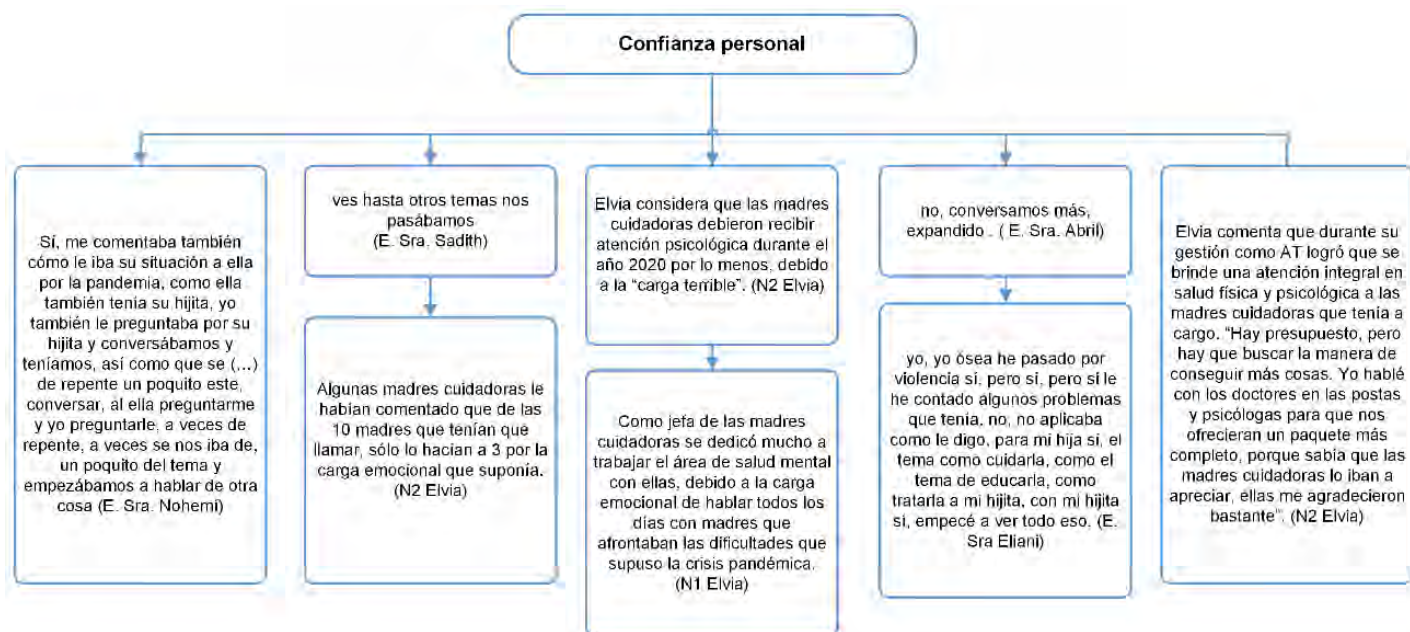 Confianza personal
Sí, me comentaba también
cómo le iba su situación a ella
por la pandemia, como ella
también tenía su hijita, yo
también le preguntaba por su
hijita y conversábamos y
teníamos, así como que se (...)
de repente un poquito este,
conversar, al ella preguntarme
y yo preguntarle, a veces de
repente, a veces se nos iba de,
un poquito del tema y
empezábamos a hablar de otra
cosa (E. Sra. Nohemi)
ves hasta otros temas nos
pasábamos
(E. Sra. Sadith)
Algunas madres cuidadoras le
habían comentado que de las
10 madres que tenían que
llamar, sólo lo hacían a 3 por la
carga emocional que suponía.
(N2 Elvia)
Elvia considera que las madres
cuidadoras debieron recibir
atención psicológica durante el
año 2020 por lo menos, debido
a la “carga terrible”. (N2 Elvia)
Como jefa de las madres
cuidadoras se dedicó mucho a
trabajar el área de salud mental
con ellas, debido a la carga
emocional de hablar todos los
días con madres que
afrontaban las dificultades que
supuso la crisis pandémica.
(N1 Elvia)
no, conversamos más,
expandido . ( E. Sra. Abril)
yo, yo ósea he pasado por
violencia sí, pero sí, pero sí le
he contado algunos problemas
que tenía, no, no aplicaba
como le digo, para mi hija sí, el
tema como cuidarla, como el
tema de educarla, como
tratarla a mi hijita, con mi hijita
sí, empecé a ver todo eso. (E.
Sra Eliani)
Elvia comenta que durante su
gestión como AT logró que se
brinde una atención integral en
salud física y psicológica a las
madres cuidadoras que tenía a
cargo. “Hay presupuesto, pero
hay que buscar la manera de
conseguir más cosas. Yo hablé
con los doctores en las postas
y psicólogas para que nos
ofrecieran un paquete más
completo, porque sabía que las
madres cuidadoras lo iban a
apreciar, ellas me agradecieron
bastante”. (N2 Elvia)